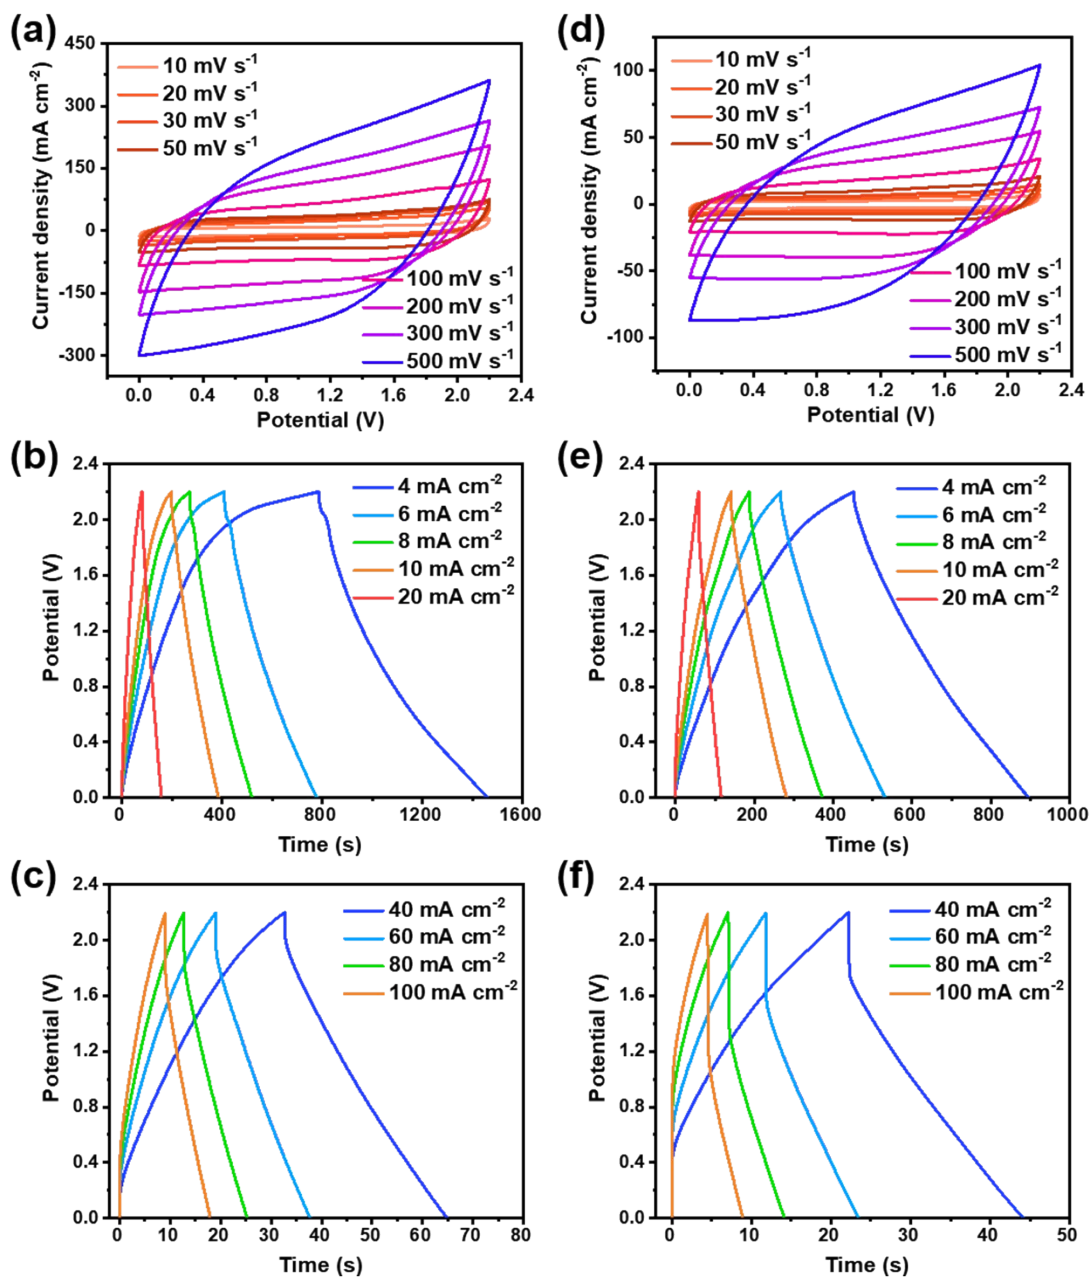 (a)
450
300
150
0
-150
-300
Current density (mA cm-2)
10 mV s-1
20 mV s-1
30 mV s-1
50 mV s-1
100 mV s-1
200 mV s-1
300 mV s-1
500 mV s-1
0.0 0.4 0.8 1.2 1.6 2.0 2.4
Potential (V)
(d)
100
50
0
-50
-100
Current density (mA cm-2)
10 mV s-1
20 mV s-1
30 mV s-1
50 mV s-1
100 mV s-1
200 mV s-1
300 mV s-1
500 mV s-1
0.0 0.4 0.8 1.2 1.6 2.0 2.4
Potential (V)
(b)
2.4
2.0
1.6
1.2
0.8
0.4
0.0
Potential (V)
4 mA cm-2
6 mA cm-2
8 mA cm-2
10 mA cm-2
20 mA cm-2
0 400 800 1200 1600
Time (s)
(e)
2.4
2.0
1.6
1.2
0.8
0.4
0.0
Potential (V)
4 mA cm-2
6 mA cm-2
8 mA cm-2
10 mA cm-2
20 mA cm-2
0 200 400 600 800 1000
Time (s)
(c)
2.4
2.0
1.6
1.2
0.8
0.4
0.0
Potential (V)
40 mA cm-2
60 mA cm-2
80 mA cm-2
100 mA cm-2
0 10 20 30 40 50 60 70 80
Time (s)
(f)
2.4
2.0
1.6
1.2
0.8
0.4
0.0
Potential (V)
40 mA cm-2
60 mA cm-2
80 mA cm-2
100 mA cm-2
0 10 20 30 40 50
Time (s)